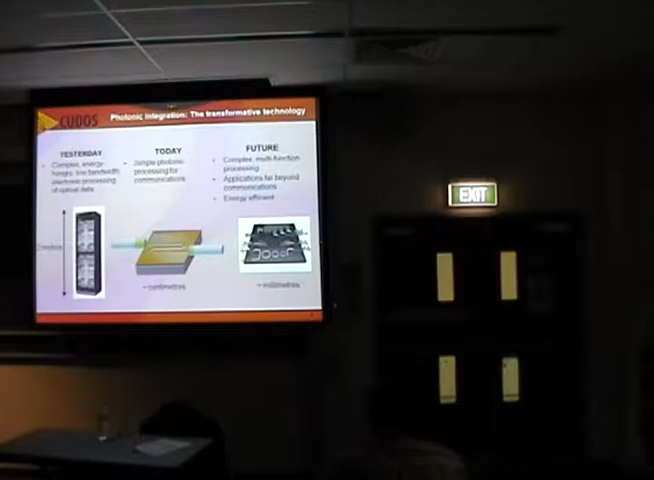 CUDOS
Photonic integration: The transformative technology
YESTERDAY
• Complex, energy-
hungry, low bandwidth
electronic processing
of optical data
TODAY
• Simple photonic
processing for
communications
FUTURE
• Complex, multi-function
processing
• Applications far beyond
communications
• Energy efficient
metres
~ centimetres
~ millimetres
EXIT